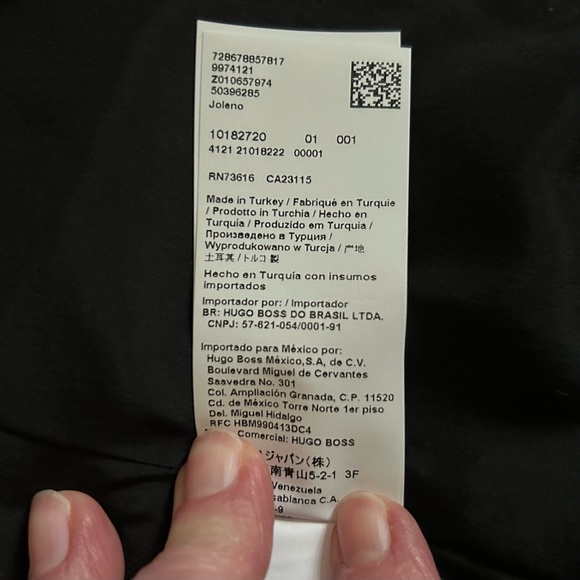 728678857817
9974121
Z010657974
50396285
Joleno
10182720 01 001
4121 21018222 00001
RN73616 CA23115
Made in Turkey / Fabriqué en Turquie
/ Prodotto in Turchia / Hecho en
Turquía / Produzido em Turquia /
Произведено в Турция /
Wyprodukowano w Turcja / 产地
土耳其 / トルコ 製
Hecho en Turquía con insumos
importados
Importado por: / Importador
BR: HUGO BOSS DO BRASIL LTDA.
CNPJ: 57-621-054/0001-91
Importado para México por:
Hugo Boss México,S.A, de C.V.
Boulevard Miguel de Cervantes
Saavedra No. 301
Col. Ampliación Granada, C.P. 11520
Cd. de México Torre Norte 1er piso
Del. Miguel Hidalgo
RFC HBM990413DC4
Comercial: HUGO BOSS
ジャパン(株)
南青山5-2-1 3F
Venezuela
C.A.
-9